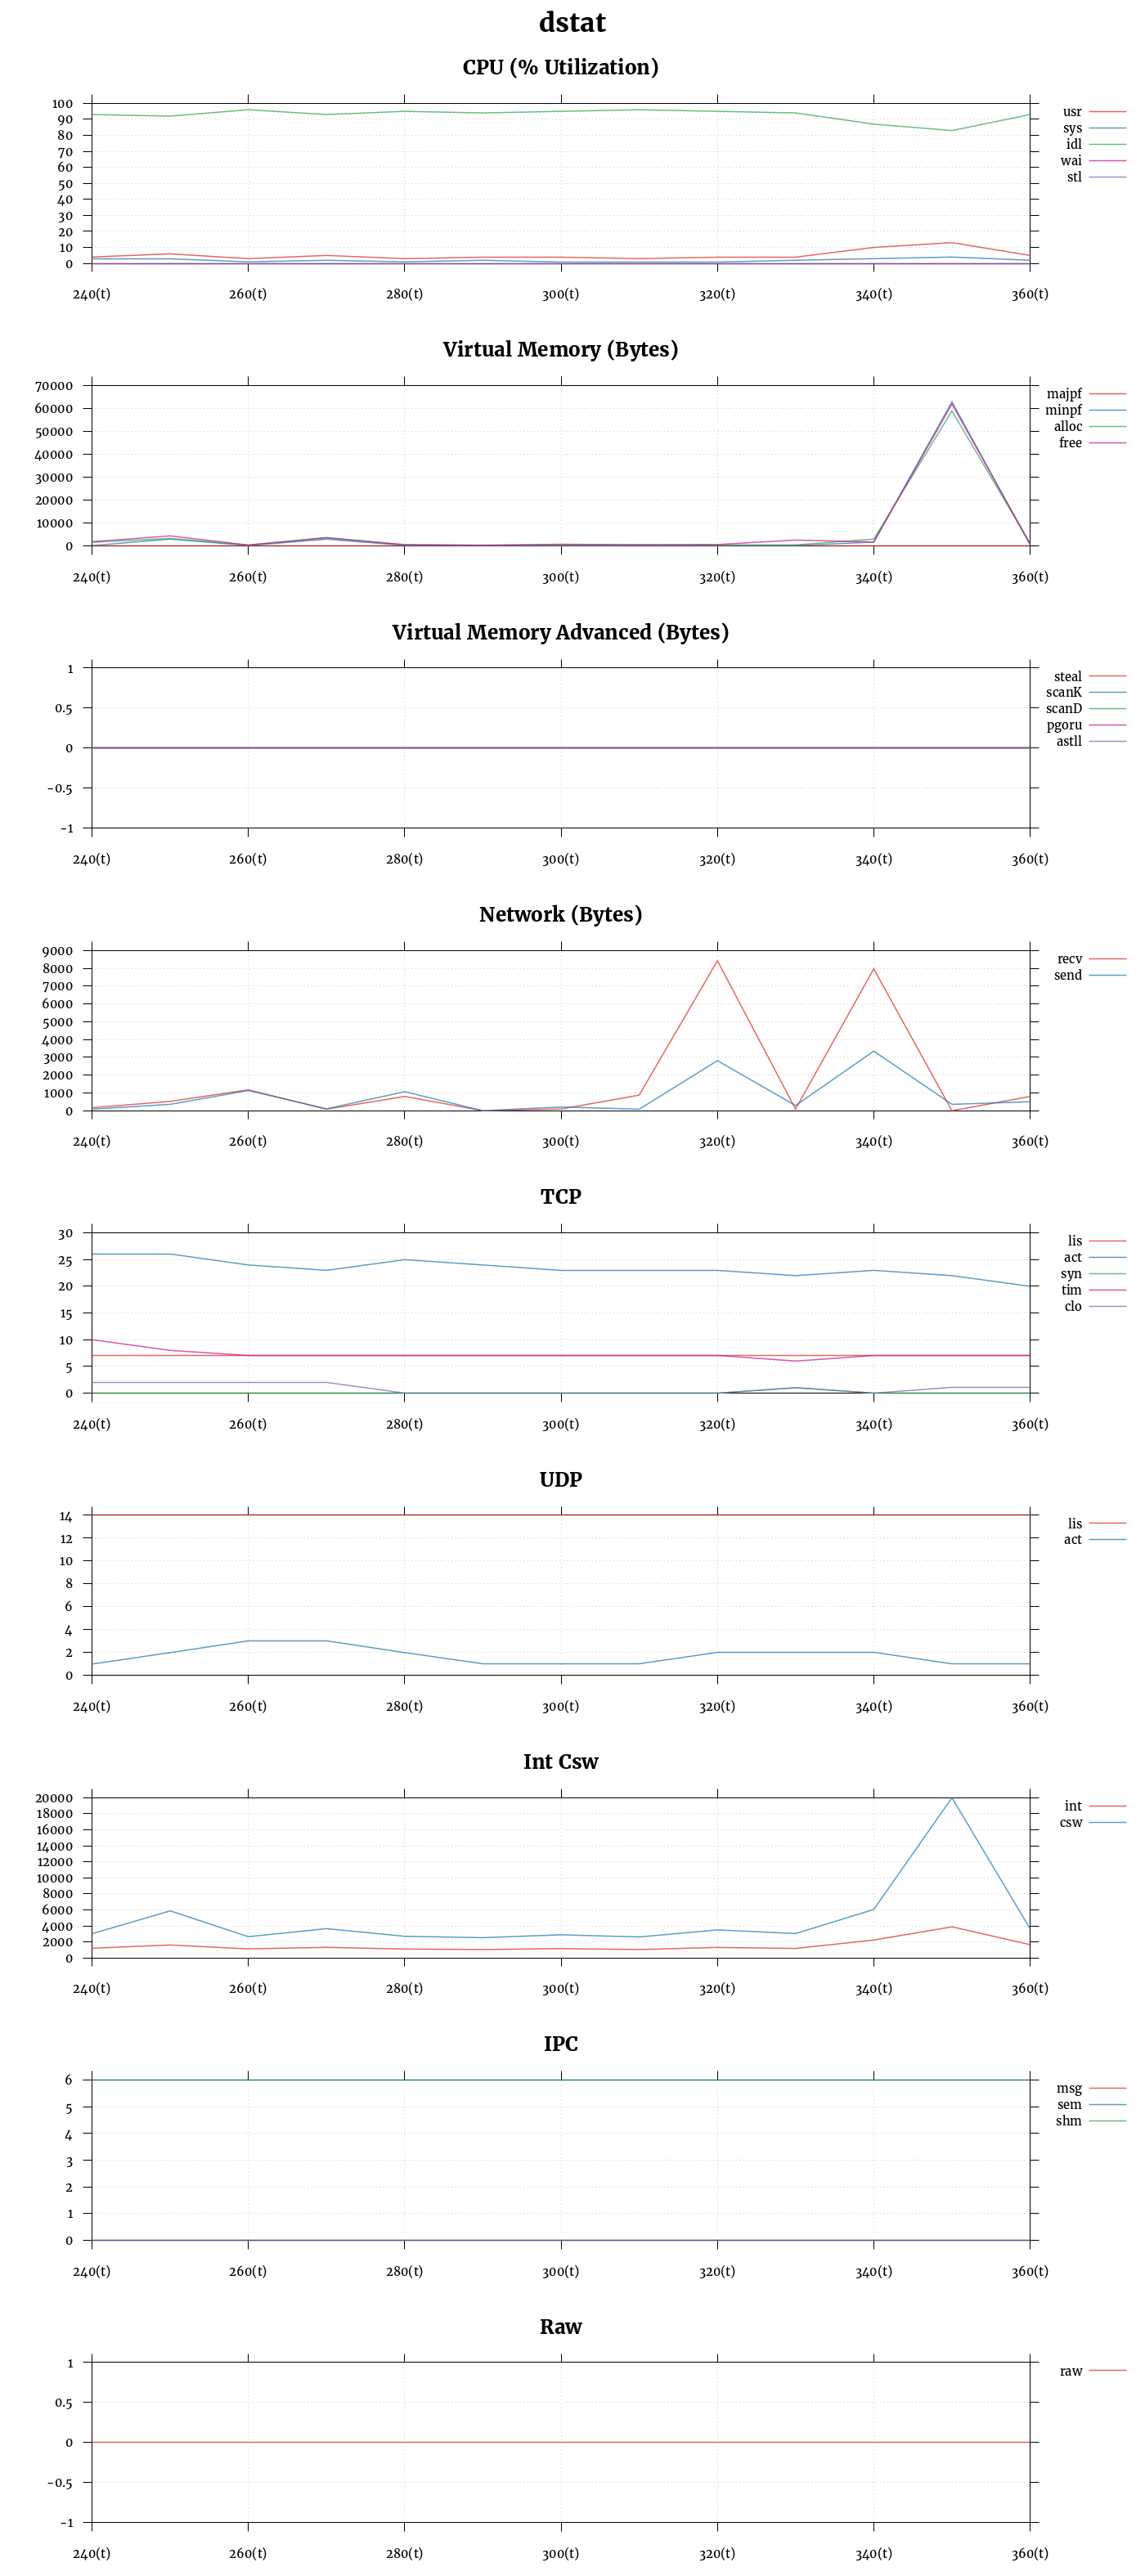 dstat
CPU (% Utilization)
100
90
80
70
60
50
40
30
20
10
0
240(t) 260(t) 280(t) 300(t) 320(t) 340(t) 360(t)
usr
sys
idl
wai
stl
Virtual Memory (Bytes)
70000
60000
50000
40000
30000
20000
10000
0
240(t) 260(t) 280(t) 300(t) 320(t) 340(t) 360(t)
majpf
minpf
alloc
free
Virtual Memory Advanced (Bytes)
1
0.5
0
-0.5
-1
240(t) 260(t) 280(t) 300(t) 320(t) 340(t) 360(t)
steal
scanK
scanD
pgoru
astll
Network (Bytes)
9000
8000
7000
6000
5000
4000
3000
2000
1000
0
240(t) 260(t) 280(t) 300(t) 320(t) 340(t) 360(t)
recv
send
TCP
30
25
20
15
10
5
0
240(t) 260(t) 280(t) 300(t) 320(t) 340(t) 360(t)
lis
act
syn
tim
clo
UDP
14
12
10
8
6
4
2
0
240(t) 260(t) 280(t) 300(t) 320(t) 340(t) 360(t)
lis
act
Int Csw
20000
18000
16000
14000
12000
10000
8000
6000
4000
2000
0
240(t) 260(t) 280(t) 300(t) 320(t) 340(t) 360(t)
int
csw
IPC
6
5
4
3
2
1
0
240(t) 260(t) 280(t) 300(t) 320(t) 340(t) 360(t)
msg
sem
shm
Raw
1
0.5
0
-0.5
-1
240(t) 260(t) 280(t) 300(t) 320(t) 340(t) 360(t)
raw